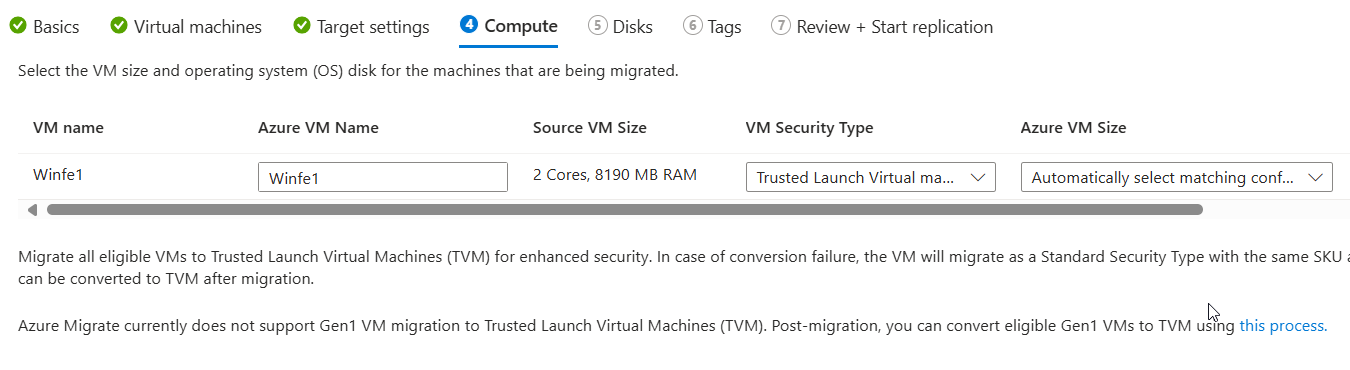 Basics Virtual machines Target settings 4 Compute 5 Disks 6 Tags 7 Review + Start replication
Select the VM size and operating system (OS) disk for the machines that are being migrated.
VM name Azure VM Name Source VM Size VM Security Type Azure VM Size
Winfe1 Winfe1 2 Cores, 8190 MB RAM Trusted Launch Virtual ma... Automatically select matching conf...
Migrate all eligible VMs to Trusted Launch Virtual Machines (TVM) for enhanced security. In case of conversion failure, the VM will migrate as a Standard Security Type with the same SKU
can be converted to TVM after migration.
Azure Migrate currently does not support Gen1 VM migration to Trusted Launch Virtual Machines (TVM). Post-migration, you can convert eligible Gen1 VMs to TVM using this process.